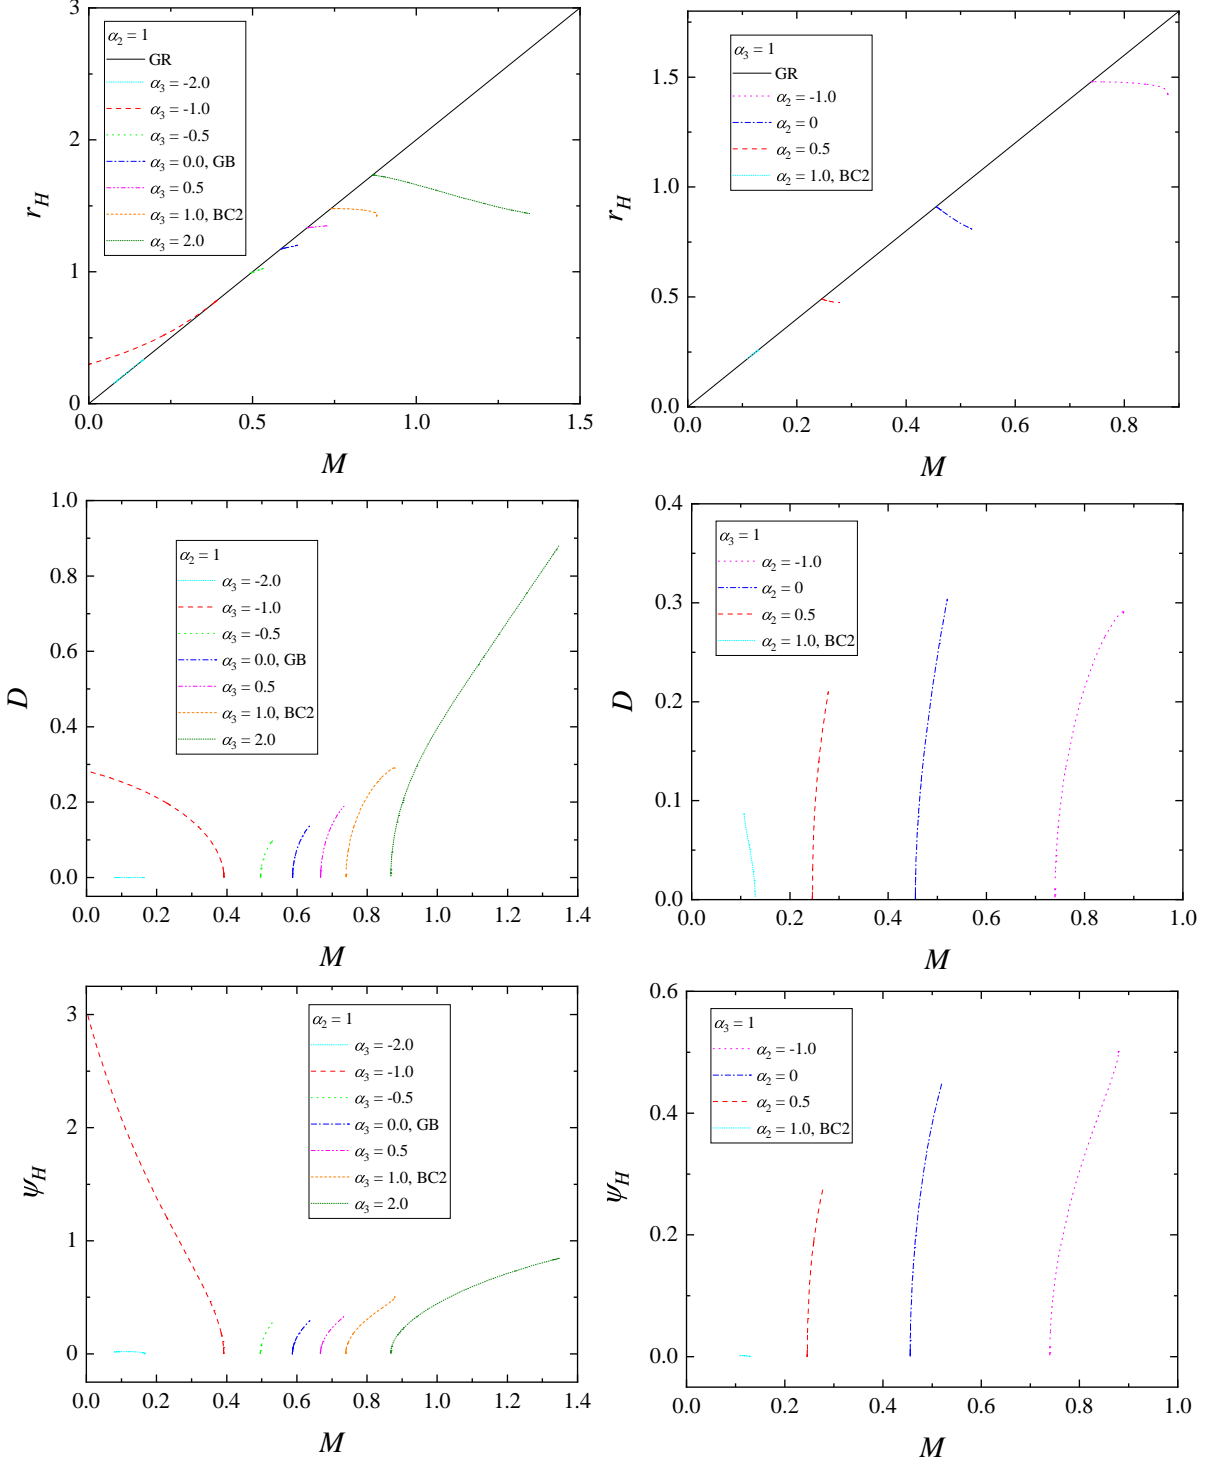 3
2
1
0
0.0
0.5
1.0
1.5
r_H
M
α₂ = 1
GR
α₃ = -2.0
α₃ = -1.0
α₃ = -0.5
α₃ = 0.0, GB
α₃ = 0.5
α₃ = 1.0, BC2
α₃ = 2.0
1.5
1.0
0.5
0.0
0.0
0.2
0.4
0.6
0.8
r_H
M
α₃ = 1
GR
α₂ = -1.0
α₂ = 0
α₂ = 0.5
α₂ = 1.0, BC2
1.0
0.8
0.6
0.4
0.2
0.0
0.0
0.2
0.4
0.6
0.8
1.0
1.2
1.4
D
M
α₂ = 1
α₃ = -2.0
α₃ = -1.0
α₃ = -0.5
α₃ = 0.0, GB
α₃ = 0.5
α₃ = 1.0, BC2
α₃ = 2.0
0.4
0.3
0.2
0.1
0.0
0.0
0.2
0.4
0.6
0.8
1.0
D
M
α₃ = 1
α₂ = -1.0
α₂ = 0
α₂ = 0.5
α₂ = 1.0, BC2
3
2
1
0
0.0
0.2
0.4
0.6
0.8
1.0
1.2
1.4
ψ_H
M
α₂ = 1
α₃ = -2.0
α₃ = -1.0
α₃ = -0.5
α₃ = 0.0, GB
α₃ = 0.5
α₃ = 1.0, BC2
α₃ = 2.0
0.6
0.4
0.2
0.0
0.0
0.2
0.4
0.6
0.8
1.0
ψ_H
M
α₃ = 1
α₂ = -1.0
α₂ = 0
α₂ = 0.5
α₂ = 1.0, BC2